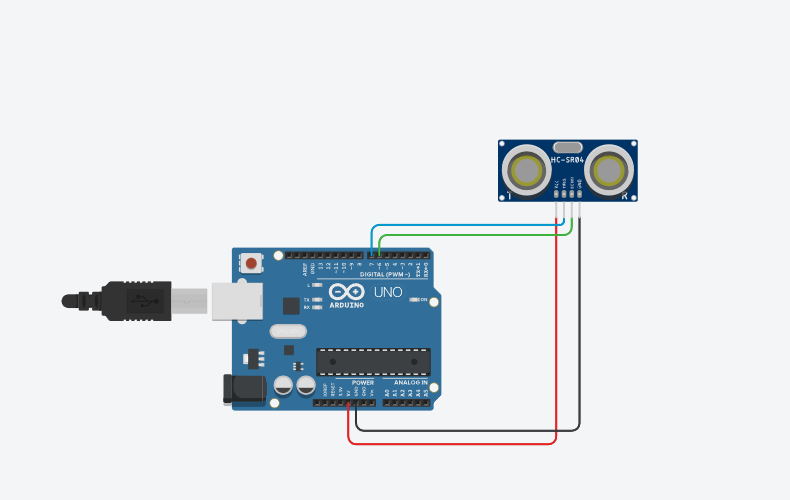 HC-SR04
VCC
TRIG
ECHO
GND
T
R
AREF
GND
13
12
~11
~10
~9
8
7
~6
~5
4
~3
2
TX→1
RX←0
DIGITAL (PWM~)
L
TX
RX
ARDUINO
UNO
ON
POWER
ANALOG IN
IOREF
RESET
3.3V
5V
GND
GND
Vin
A0
A1
A2
A3
A4
A5